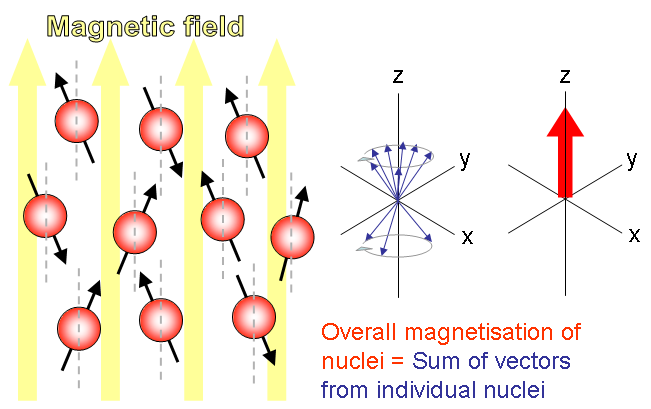 Magnetic field
z
z
y
y
x
x
Overall magnetisation of
nuclei = Sum of vectors
from individual nuclei